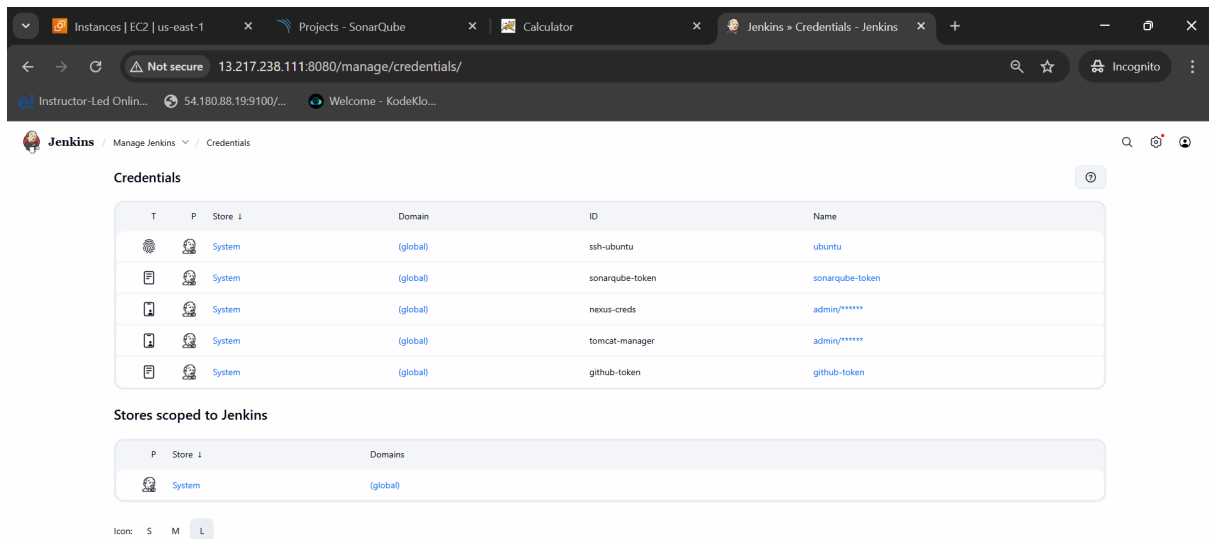 Instances | EC2 | us-east-1 Projects - SonarQube Calculator Jenkins » Credentials - Jenkins
Not secure 13.217.238.111:8080/manage/credentials/ Incognito
Instructor-Led Onlin... 54.180.88.19:9100/... Welcome - KodeKlo...
Jenkins / Manage Jenkins / Credentials
Credentials
T P Store ↓ Domain ID Name
System (global) ssh-ubuntu ubuntu
System (global) sonarqube-token sonarqube-token
System (global) nexus-creds admin/******
System (global) tomcat-manager admin/******
System (global) github-token github-token
Stores scoped to Jenkins
P Store ↓ Domains
System (global)
Icon: S M L